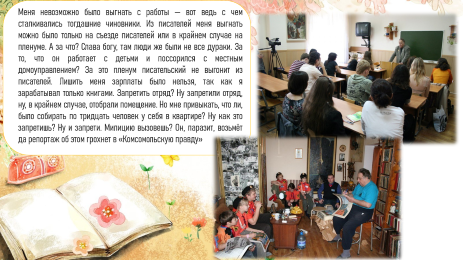 Меня невозможно было выгнать с работы — вот ведь с чем
сталкивались тогдашние чиновники. Из писателей меня выгнать
можно было только на съезде писателей или в крайнем случае на
пленуме. А за что? Слава богу, там люди же были не все дураки. За
то, что он работает с детьми и поссорился с местным
домоуправлением? За это пленум писательский не выгонит из
писателей. Лишить меня зарплаты было нельзя, так как я
зарабатывал только книгами. Запретить отряд? Ну запретили отряд,
ну, в крайнем случае, отобрали помещение. Но мне привыкать, что ли,
было собирать по тридцать человек у себя в квартире? Ну как это
запретишь? Ну и запрети. Милицию вызовешь? Он, паразит, возьмёт
да репортаж об этом грохнет в «Комсомольскую правду»